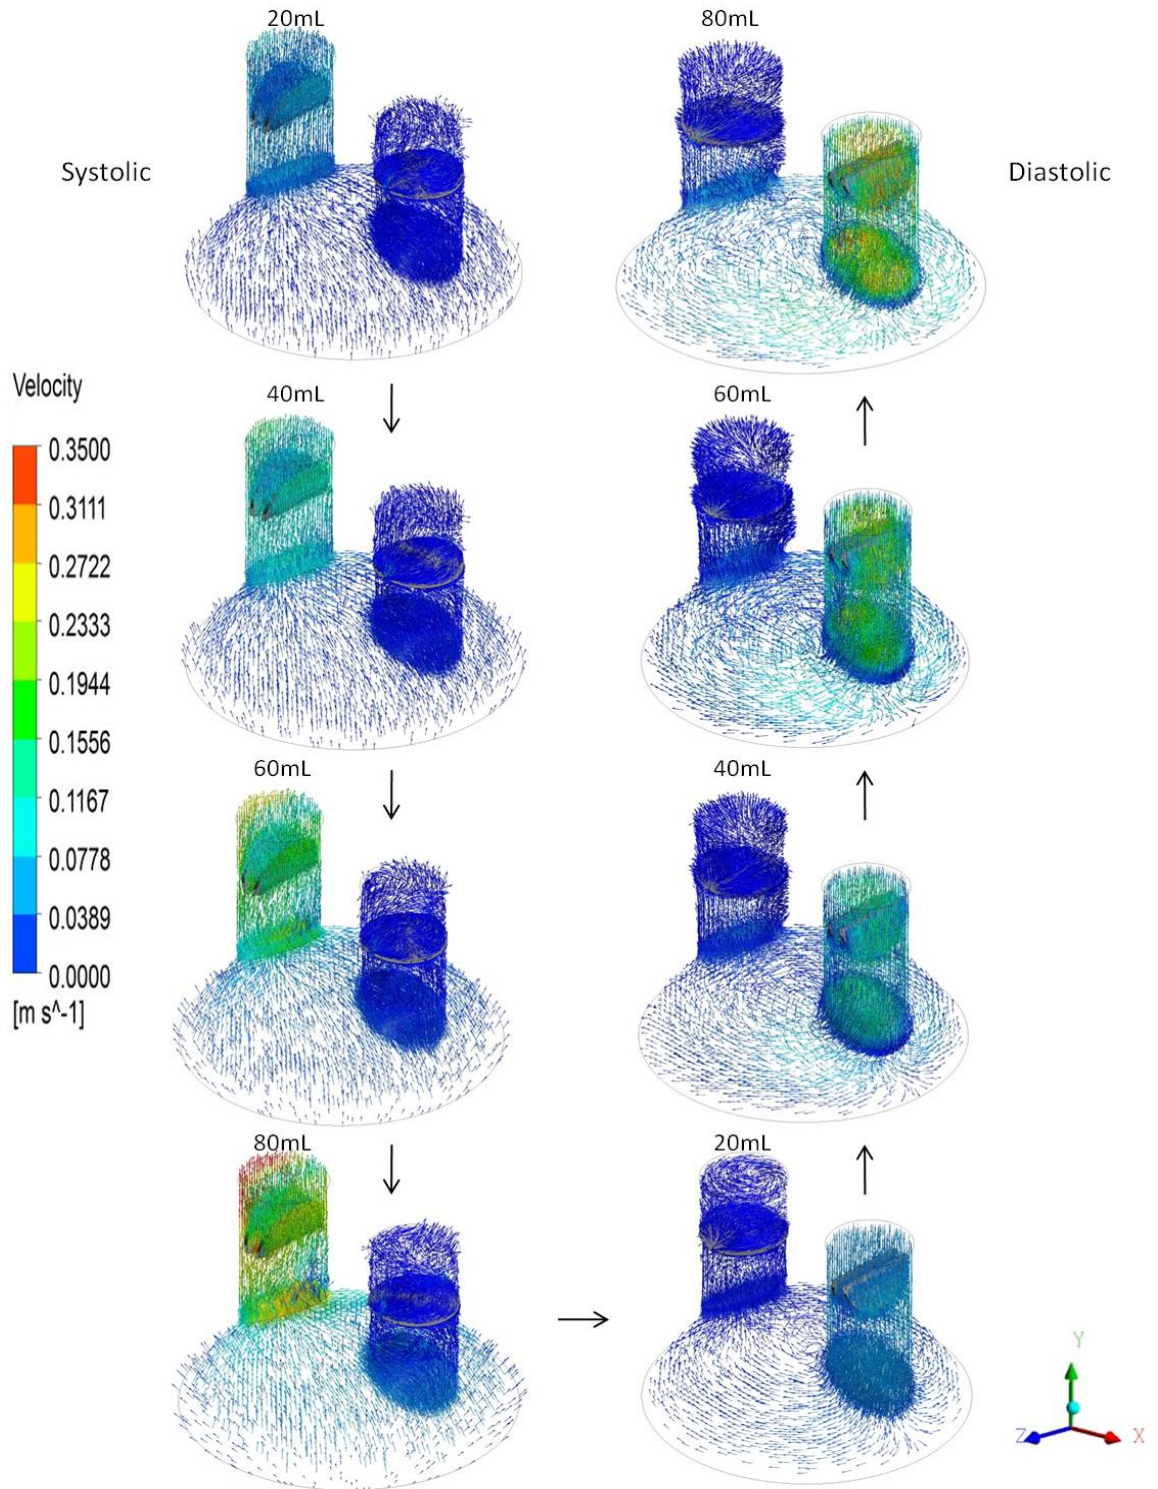 20mL
80mL
Systolic
Diastolic
40mL
60mL
Velocity
0.3500
0.3111
0.2722
0.2333
0.1944
0.1556
0.1167
0.0778
0.0389
0.0000
[m s^-1]
60mL
40mL
80mL
20mL
Y
Z
X